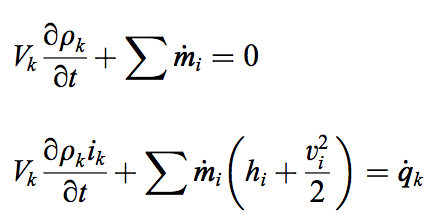 V_k ∂ρ_k/∂t + ∑ ṁ_i = 0
V_k ∂ρ_k i_k/∂t + ∑ ṁ_i (h_i + v_i^2/2) = q̇_k